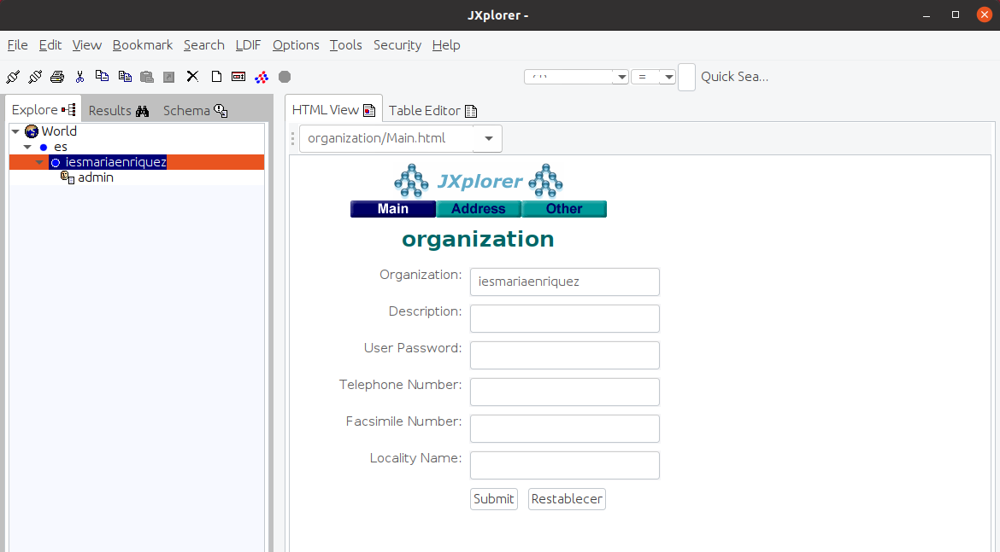 JXplorer -
File Edit View Bookmark Search LDIF Options Tools Security Help
= Quick Sea...
Explore Results Schema
HTML View Table Editor
World
es
iesmariaenriquez
admin
organization/Main.html
JXplorer
Main Address Other
organization
Organization: iesmariaenriquez
Description:
User Password:
Telephone Number:
Facsimile Number:
Locality Name:
Submit Restablecer